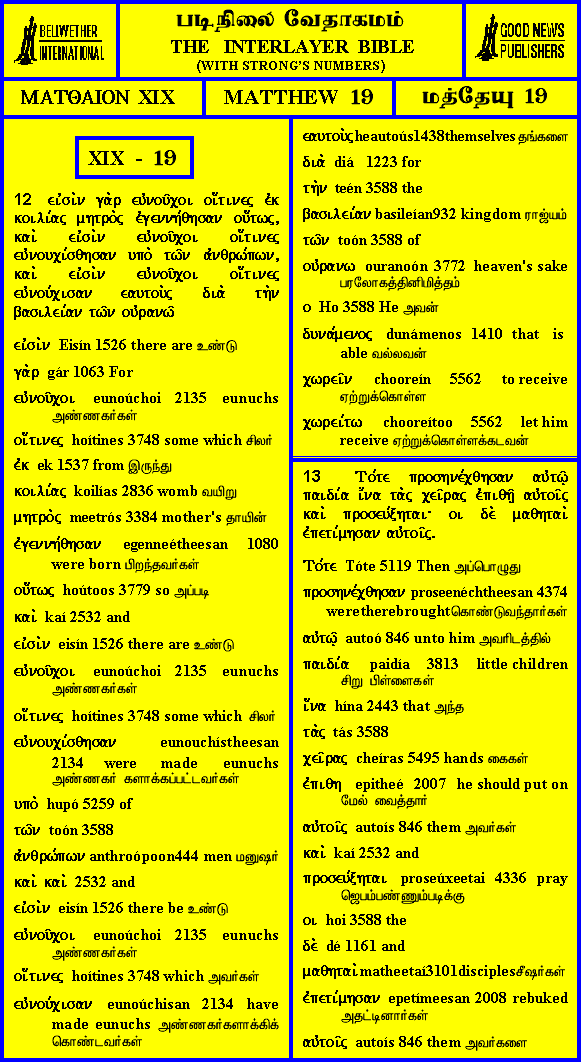 BELLWETHER
INTERNATIONAL
படிநிலை வேதாகமம்
THE INTERLAYER BIBLE
(WITH STRONG'S NUMBERS)
GOOD NEWS
PUBLISHERS
ΜΑΤΘΑΙΟΝ XIX
MATTHEW 19
மத்தேயு 19
XIX - 19
12 εἰσὶν γὰρ εὐνοῦχοι οἵτινες ἐκ
κοιλίας μητρὸς ἐγεννήθησαν οὕτως,
καὶ εἰσὶν εὐνοῦχοι οἵτινες
εὐνουχίσθησαν υπὸ τῶν ἀνθρώπων,
καὶ εἰσὶν εὐνοῦχοι οἵτινες
εὐνούχισαν εαυτοὺς διὰ τὴν
βασιλείαν τῶν οὐρανῶ
εἰσὶν Eisín 1526 there are உண்டு
γὰρ gár 1063 For
εὐνοῦχοι eunoúchoi 2135 eunuchs
அண்ணகர்கள்
οἵτινες hoítines 3748 some which சிலர்
ἐκ ek 1537 from இருந்து
κοιλίας koilías 2836 womb வயிறு
μητρὸς meetrós 3384 mother's தாயின்
ἐγεννήθησαν egenneétheesan 1080
were born பிறந்தவர்கள்
οὕτως hoútoos 3779 so அப்படி
καὶ kaí 2532 and
εἰσὶν eisín 1526 there are உண்டு
εὐνοῦχοι eunoúchoi 2135 eunuchs
அண்ணகர்கள்
οἵτινες hoítines 3748 some which சிலர்
εὐνουχίσθησαν eunouchístheesan
2134 were made eunuchs
அண்ணகர் களாக்கப்பட்டவர்கள்
υπὸ hupó 5259 of
τῶν toón 3588
ἀνθρώπων anthroópoon444 men மனுஷர்
καὶ καὶ 2532 and
εἰσὶν eisín 1526 there be உண்டு
εὐνοῦχοι eunoúchoi 2135 eunuchs
அண்ணகர்கள்
οἵτινες hoítines 3748 which அவர்கள்
εὐνούχισαν eunoúchisan 2134 have
made eunuchs அண்ணகர்களாக்கிக்
கொண்டவர்கள்
εαυτοὺς heautoús1438themselves தங்களை
διὰ diá 1223 for
τὴν teén 3588 the
βασιλείαν basileían932 kingdom ராஜ்யம்
τῶν toón 3588 of
οὐρανω ouranoón 3772 heaven's sake
பரலோகத்தினிமித்தம்
ο Ho 3588 He அவன்
δυνάμενος dunámenos 1410 that is
able வல்லவன்
χωρεῖν chooreín 5562 to receive
ஏற்றுக்கொள்ள
χωρείτω chooreítoo 5562 let him
receive ஏற்றுக்கொள்ளக்கடவன்
13 Τότε προσηνέχθησαν αὐτῷ
παιδία ἵνα τὰς χεῖρας ἐπιθῇ αὐτοῖς
καὶ προσεύξηται· οι δὲ μαθηταὶ
ἐπετίμησαν αὐτοῖς.
Τότε Tóte 5119 Then அப்பொழுது
προσηνέχθησαν proseenéchtheesan 4374
weretherebroughtகொண்டுவந்தார்கள்
αὐτῷ autoó 846 unto him அவரிடத்தில்
παιδία paidía 3813 little children
சிறு பிள்ளைகள்
ἵνα hína 2443 that அந்த
τὰς tás 3588
χεῖρας cheíras 5495 hands கைகள்
ἐπιθη epitheé 2007 he should put on
மேல் வைத்தார்
αὐτοῖς autoís 846 them அவர்கள்
καὶ kaí 2532 and
προσεύξηται proseúxeetai 4336 pray
ஜெபம்பண்ணும்படிக்கு
οι hoi 3588 the
δὲ dé 1161 and
μαθηταὶ matheetaí3101disciplesசீஷர்கள்
ἐπετίμησαν epetímeesan 2008 rebuked
அதட்டினார்கள்
αὐτοῖς autoís 846 them அவர்களை